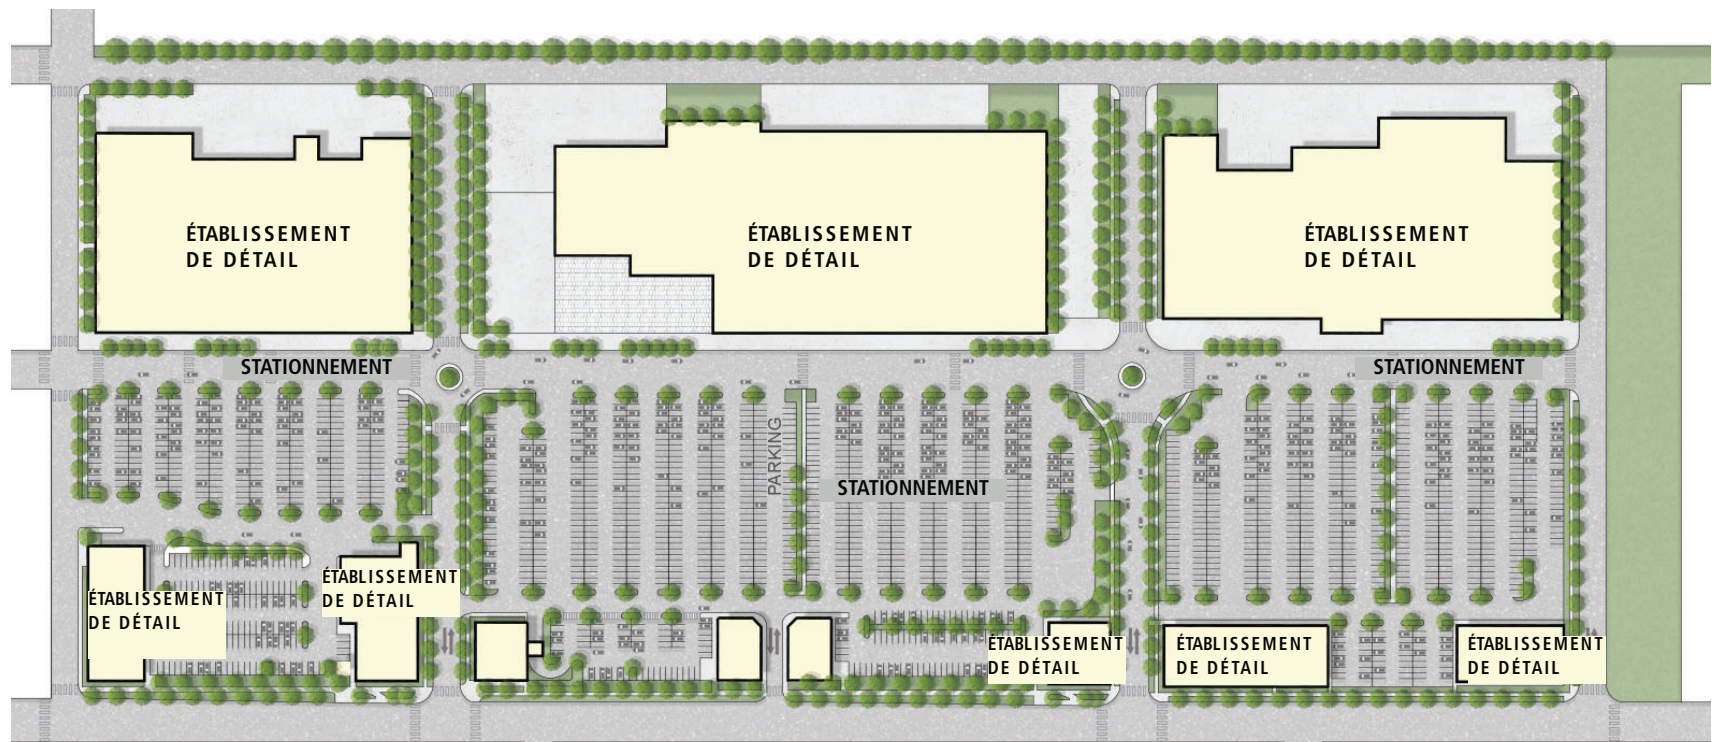 ÉTABLISSEMENT
DE DÉTAIL
ÉTABLISSEMENT
DE DÉTAIL
ÉTABLISSEMENT
DE DÉTAIL
STATIONNEMENT
STATIONNEMENT
PARKING
STATIONNEMENT
ÉTABLISSEMENT
DE DÉTAIL
ÉTABLISSEMENT
DE DÉTAIL
ÉTABLISSEMENT
DE DÉTAIL
ÉTABLISSEMENT
DE DÉTAIL
ÉTABLISSEMENT
DE DÉTAIL